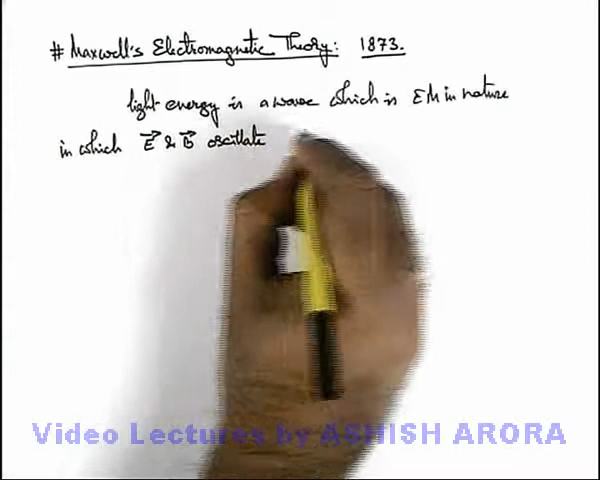 # Maxwell's Electromagnetic Theory: 1873.
light energy is a wave which is EM in nature
in which E⃗ & B⃗ oscillate
Video Lectures by ASHISH ARORA